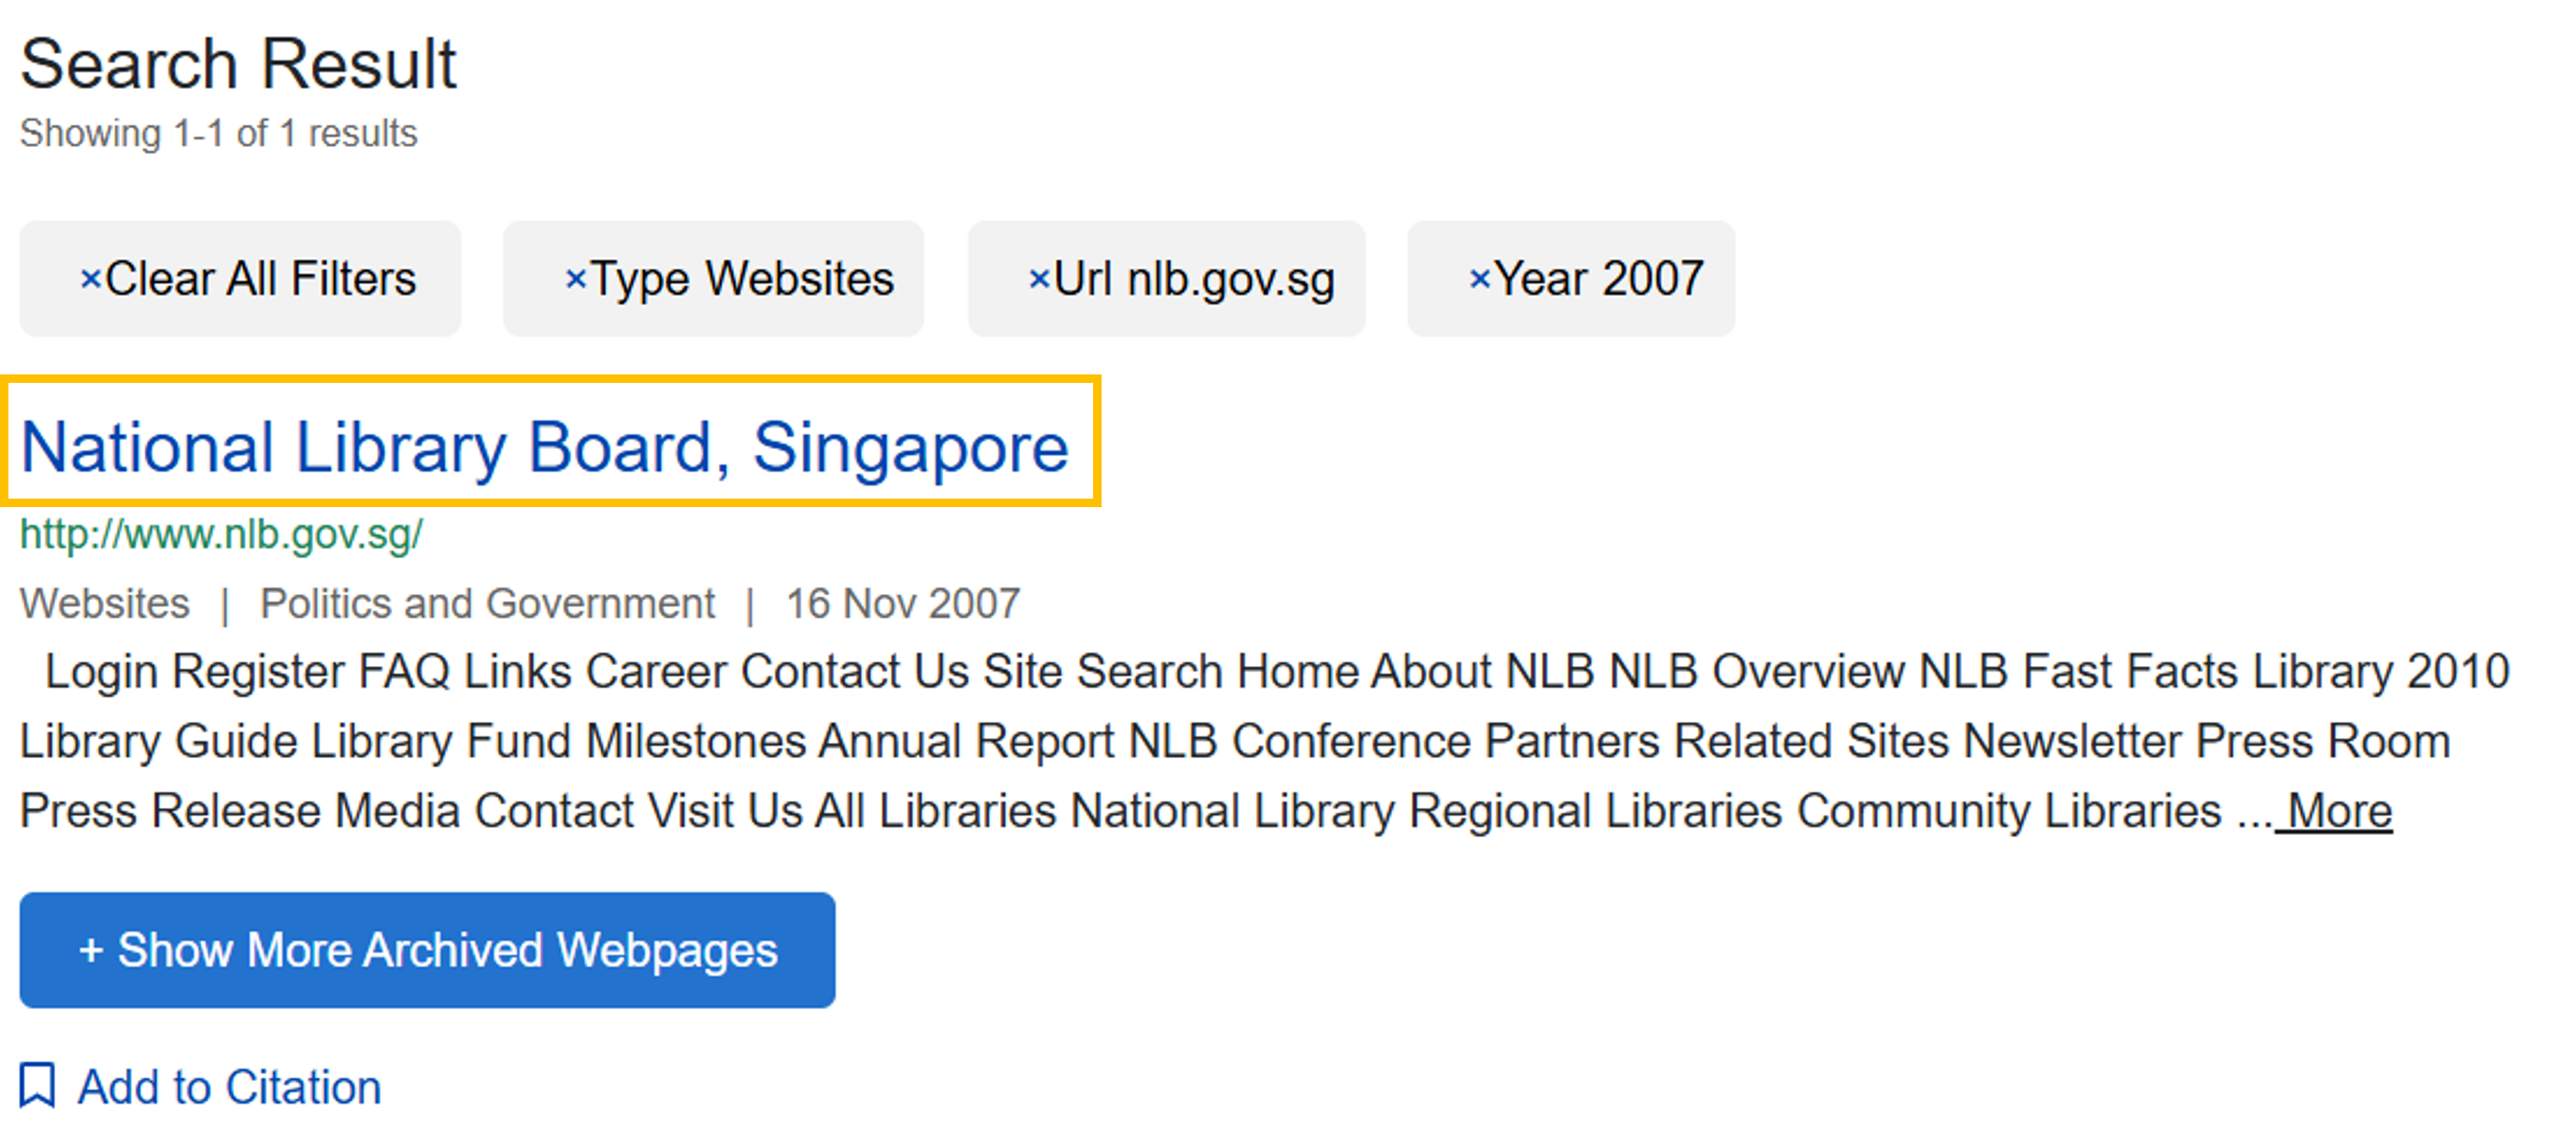 Search Result
Showing 1-1 of 1 results
×Clear All Filters ×Type Websites ×Url nlb.gov.sg ×Year 2007
National Library Board, Singapore
http://www.nlb.gov.sg/
Websites | Politics and Government | 16 Nov 2007
Login Register FAQ Links Career Contact Us Site Search Home About NLB NLB Overview NLB Fast Facts Library 2010
Library Guide Library Fund Milestones Annual Report NLB Conference Partners Related Sites Newsletter Press Room
Press Release Media Contact Visit Us All Libraries National Library Regional Libraries Community Libraries ... More
+ Show More Archived Webpages
Add to Citation